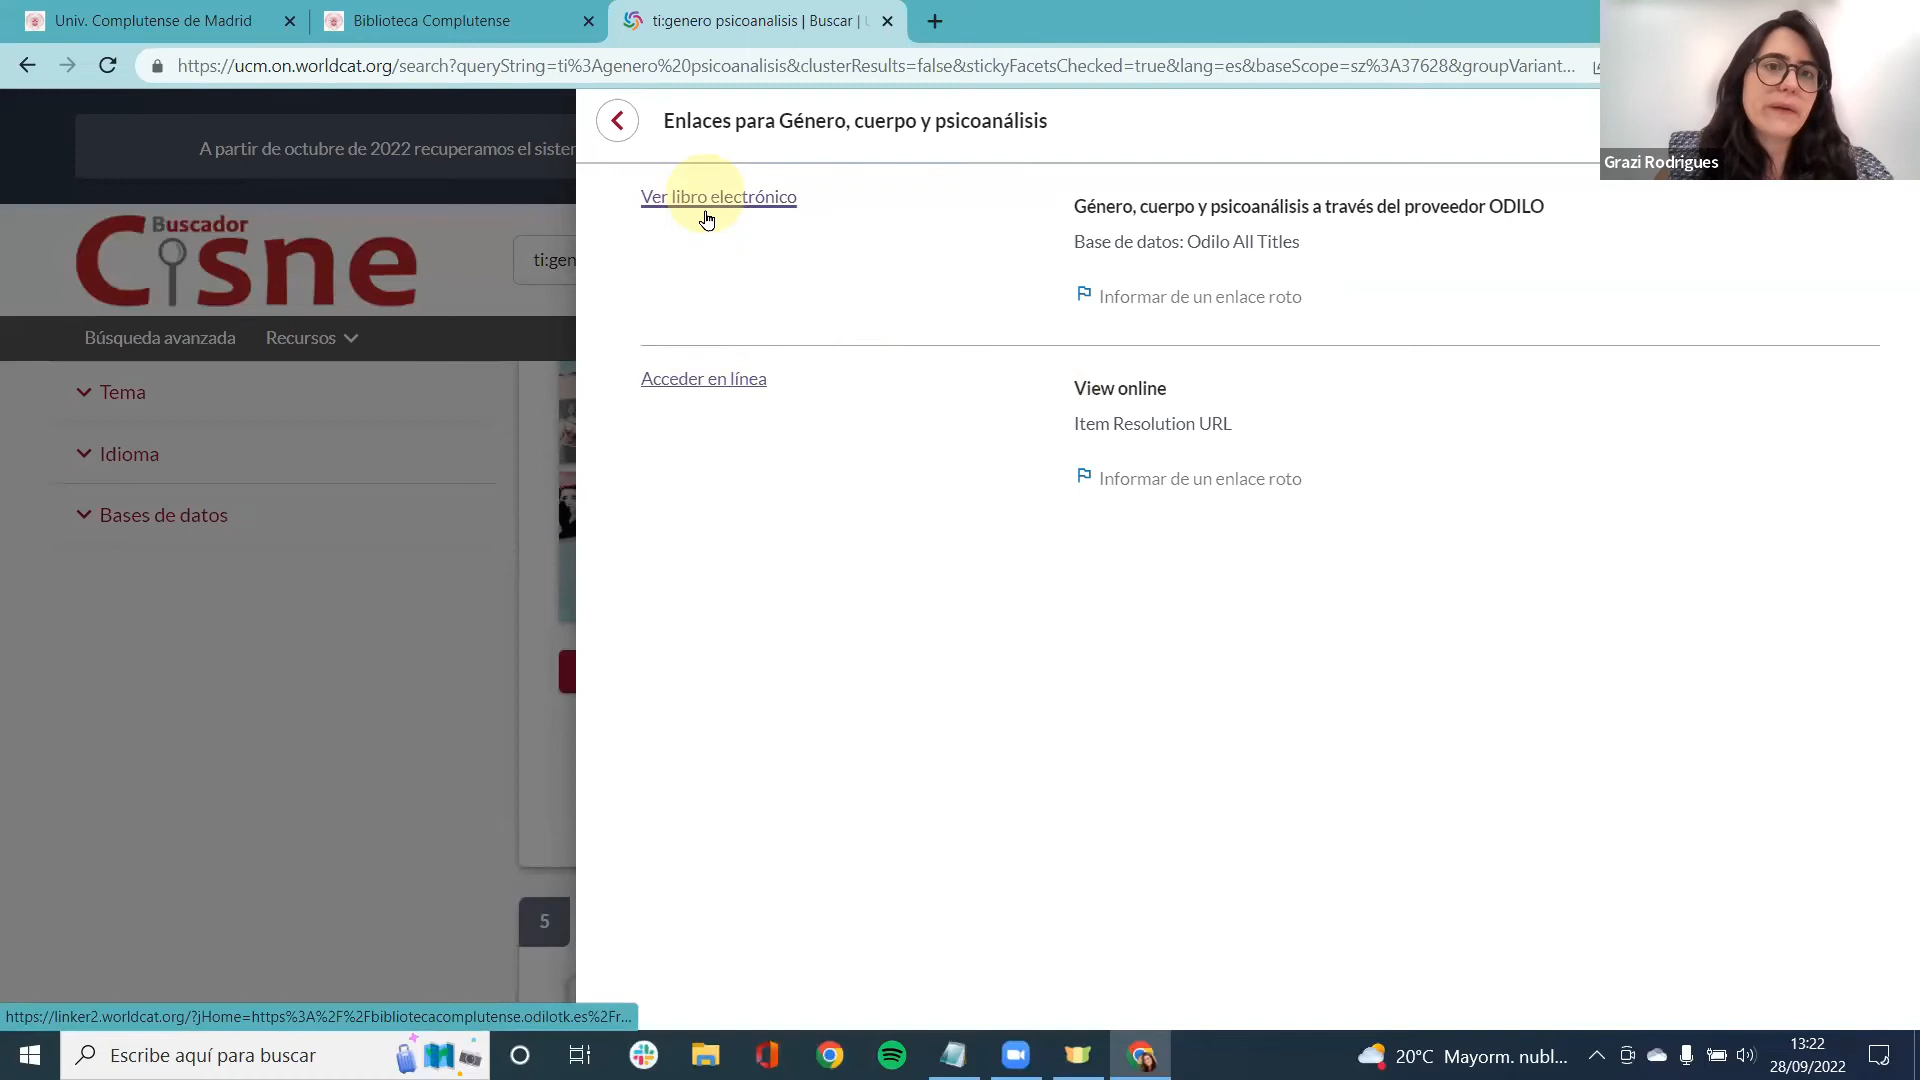 Univ. Complutense de Madrid
Biblioteca Complutense
ti:genero psicoanalisis | Buscar |
https://ucm.on.worldcat.org/search?queryString=ti%3Agenero%20psicoanalisis&clusterResults=false&stickyFacetsChecked=true&lang=es&baseScope=sz%3A37628&groupVariant...
Grazi Rodrigues
A partir de octubre de 2022 recuperamos el sister
Enlaces para Género, cuerpo y psicoanálisis
Buscador
Cisne
ti:gen
Búsqueda avanzada
Recursos
Tema
Idioma
Bases de datos
5
Ver libro electrónico
Género, cuerpo y psicoanálisis a través del proveedor ODILO
Base de datos: Odilo All Titles
Informar de un enlace roto
Acceder en línea
View online
Item Resolution URL
Informar de un enlace roto
https://linker2.worldcat.org/?jHome=https%3A%2F%2Fbibliotecacomplutense.odilotk.es%2Fr...
Escribe aquí para buscar
20°C Mayorm. nubl...
13:22
28/09/2022